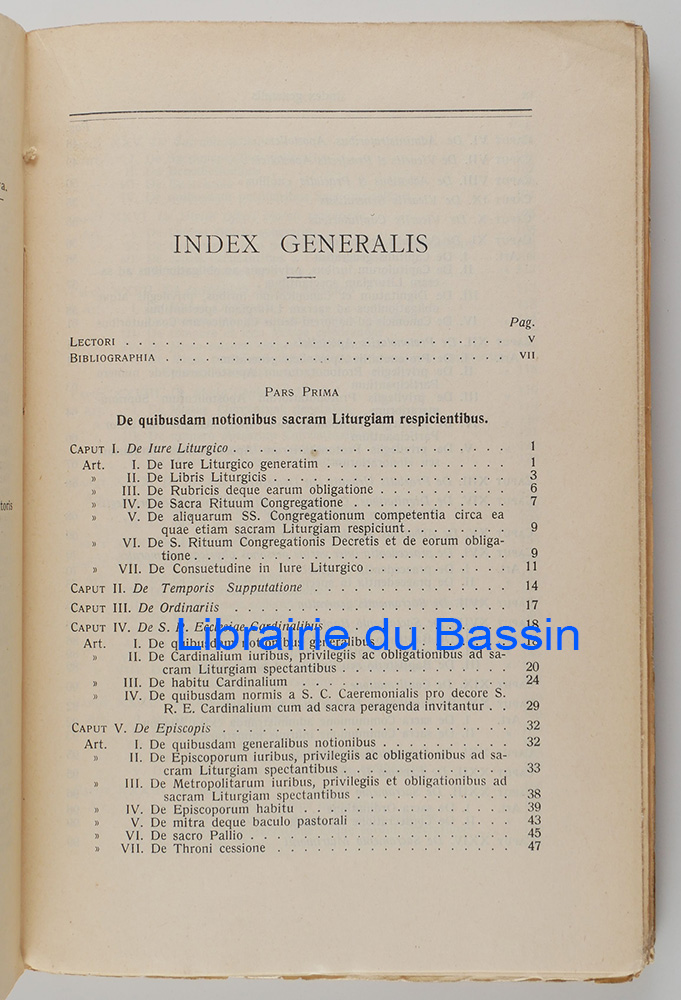 INDEX GENERALIS
Pag.
LECTORI . . . . . . . . . . . . . . . . . . . . . . . . . . . . V
BIBLIOGRAPHIA . . . . . . . . . . . . . . . . . . . . . . . . . VII
PARS PRIMA
De quibusdam notionibus sacram Liturgiam respicientibus.
CAPUT I. De Iure Liturgico . . . . . . . . . . . . . . . . . . . . 1
Art. I. De Iure Liturgico generatim . . . . . . . . . . . . . 1
» II. De Libris Liturgicis . . . . . . . . . . . . . . . . . 3
» III. De Rubricis deque earum obligatione . . . . . . . . . 6
» IV. De Sacra Rituum Congregatione . . . . . . . . . . . . 7
» V. De aliquarum SS. Congregationum competentia circa ea
quae etiam sacram Liturgiam respiciunt . . . . . . . . 9
» VI. De S. Rituum Congregationis Decretis et de eorum obliga-
tione . . . . . . . . . . . . . . . . . . . . . . . 9
» VII. De Consuetudine in Iure Liturgico . . . . . . . . . . 11
CAPUT II. De Temporis Supputatione . . . . . . . . . . . . . . . 14
CAPUT III. De Ordinariis . . . . . . . . . . . . . . . . . . . . 17
CAPUT IV. De S. R. Ecclesiae Cardinalibus . . . . . . . . . . . . 18
Librairie du Bassin
Art. I. De quibusdam notionibus generalibus . . . . . . . . .
» II. De Cardinalium iuribus, privilegiis ac obligationibus ad sa-
cram Liturgiam spectantibus . . . . . . . . . . . . 20
» III. De habitu Cardinalium . . . . . . . . . . . . . . . 24
» IV. De quibusdam normis a S. C. Caeremonialis pro decore S.
R. E. Cardinalium cum ad sacra peragenda invitantur . . 29
CAPUT V. De Episcopis . . . . . . . . . . . . . . . . . . . . 32
Art. I. De quibusdam generalibus notionibus . . . . . . . . . 32
» II. De Episcoporum iuribus, privilegiis ac obligationibus ad sa-
cram Liturgiam spectantibus . . . . . . . . . . . . 33
» III. De Metropolitarum iuribus, privilegiis et obligationibus ad
sacram Liturgiam spectantibus . . . . . . . . . . . 38
» IV. De Episcoporum habitu . . . . . . . . . . . . . . . 39
» V. De mitra deque baculo pastorali . . . . . . . . . . . 43
» VI. De sacro Pallio . . . . . . . . . . . . . . . . . . 45
» VII. De Throni cessione . . . . . . . . . . . . . . . . 47